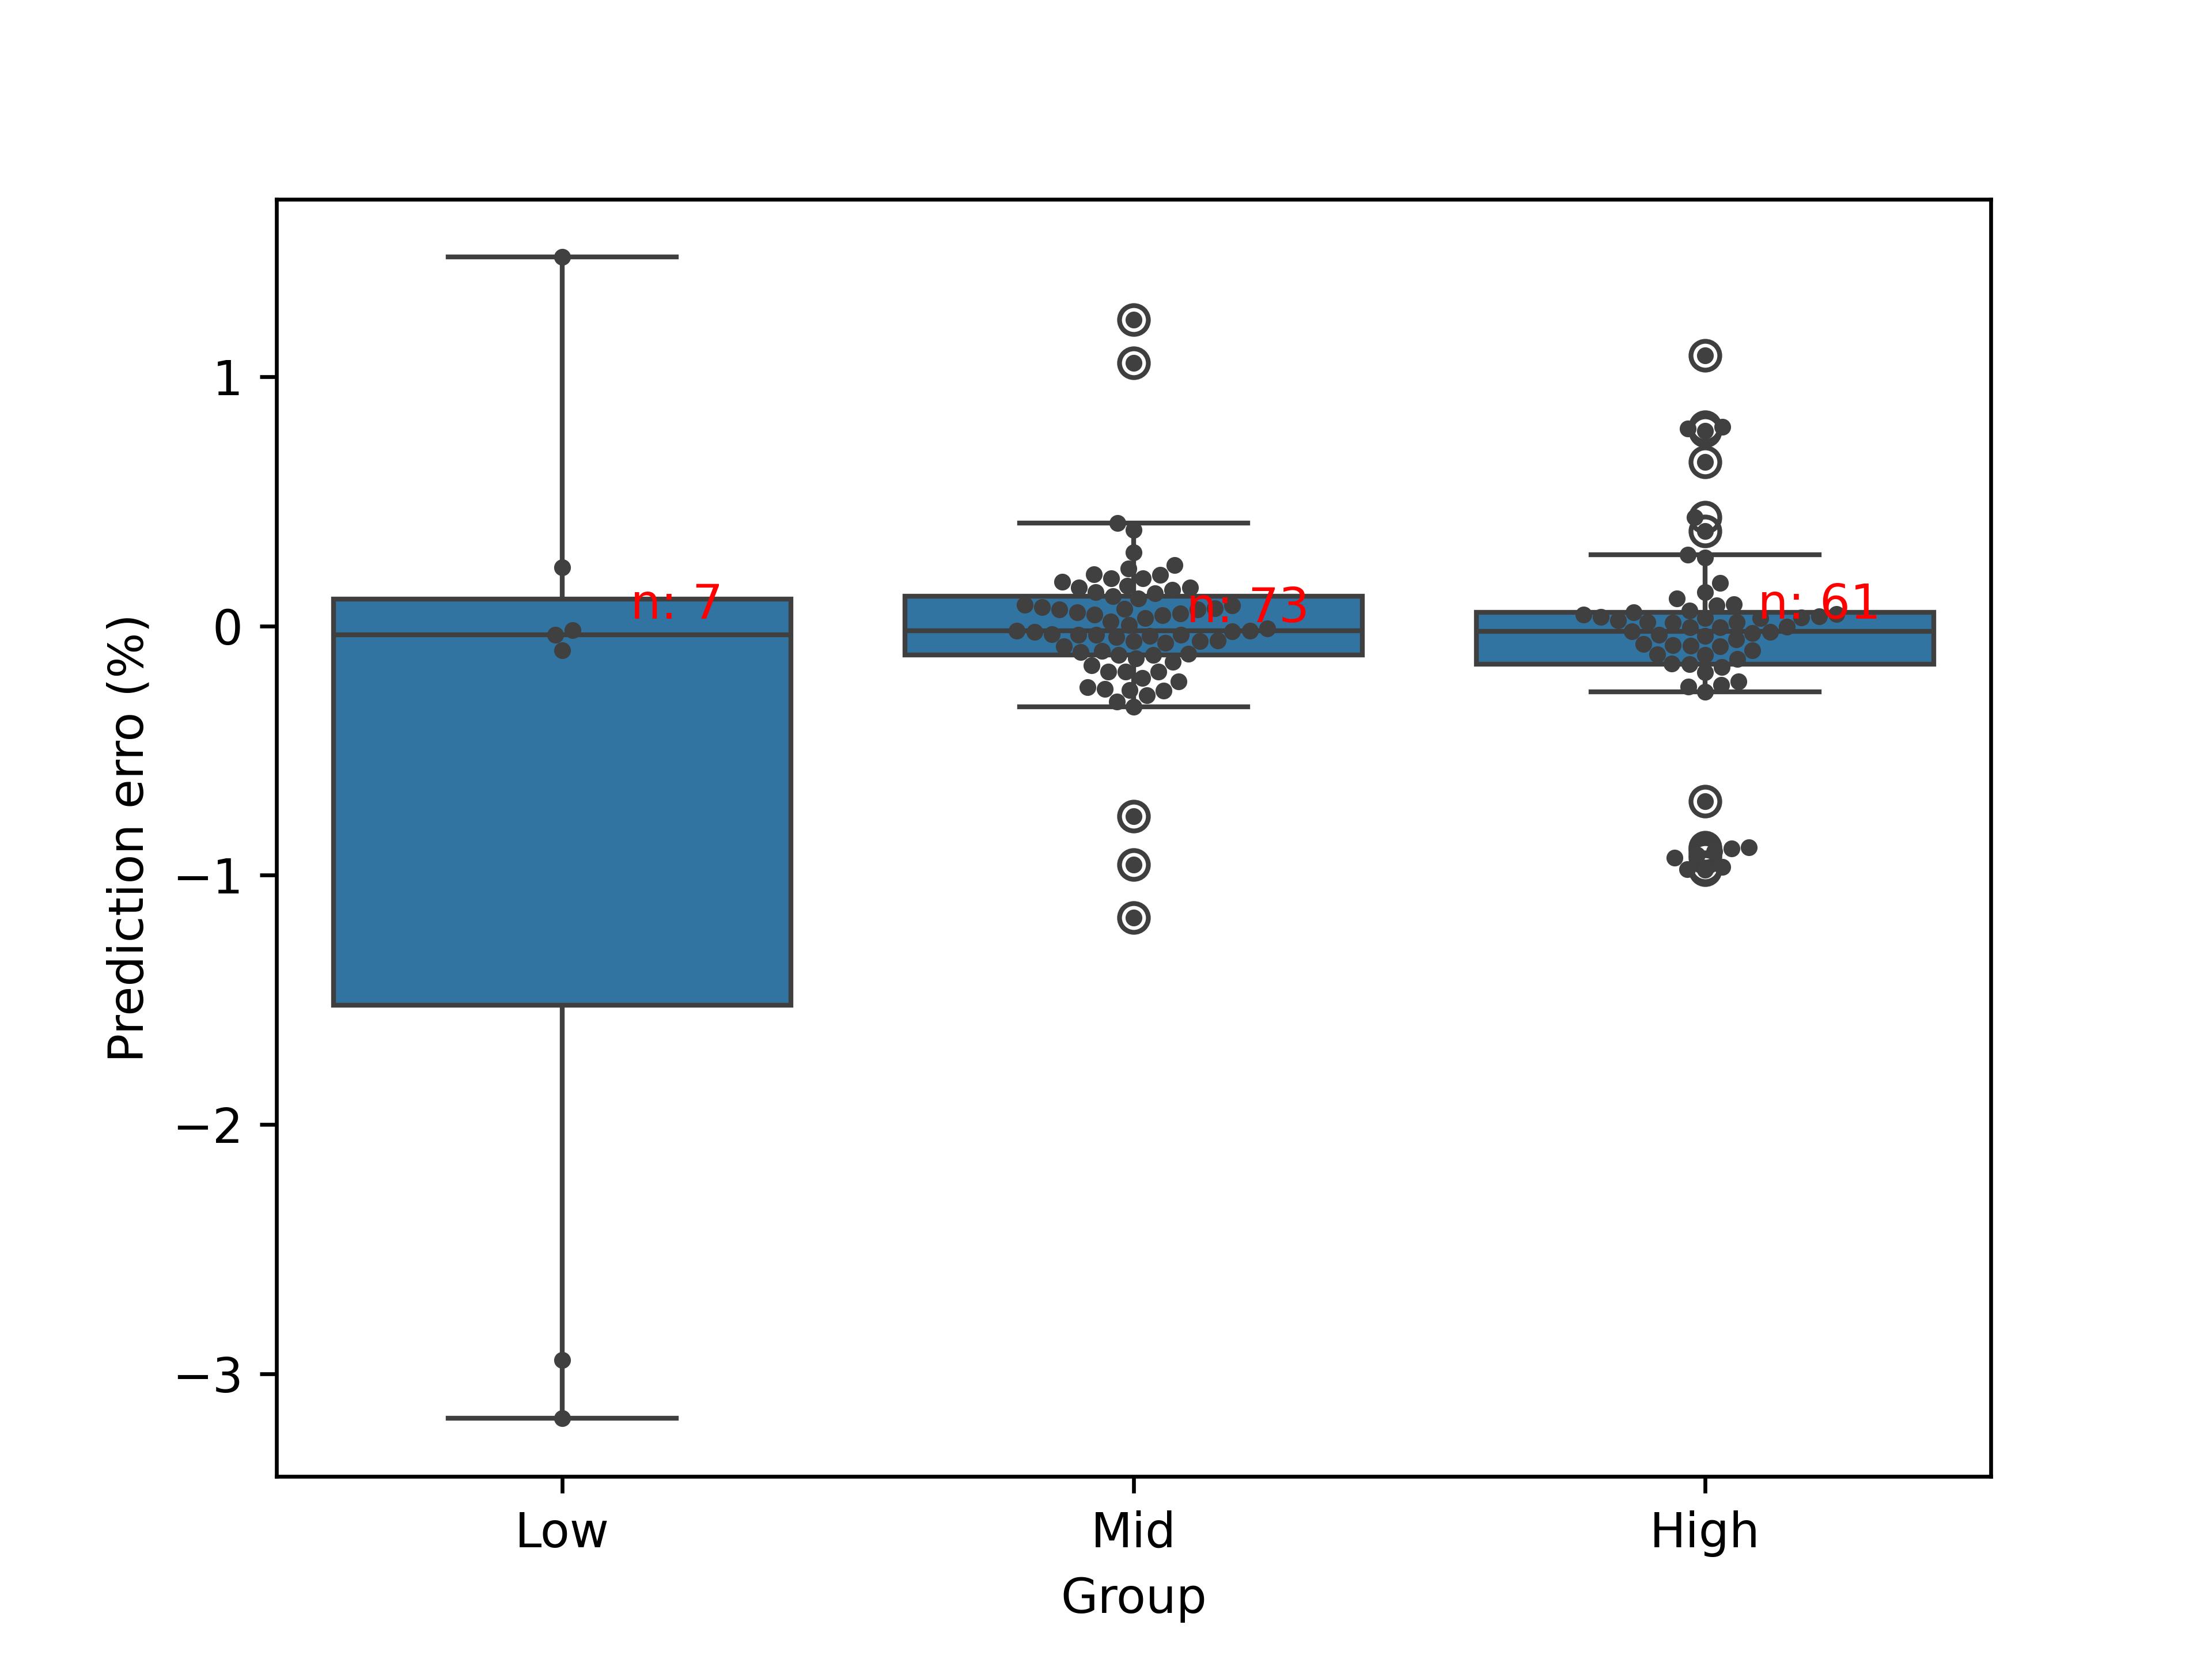 Prediction erro (%)
1
0
−1
−2
−3
n: 7
n: 73
n: 61
Low
Mid
High
Group